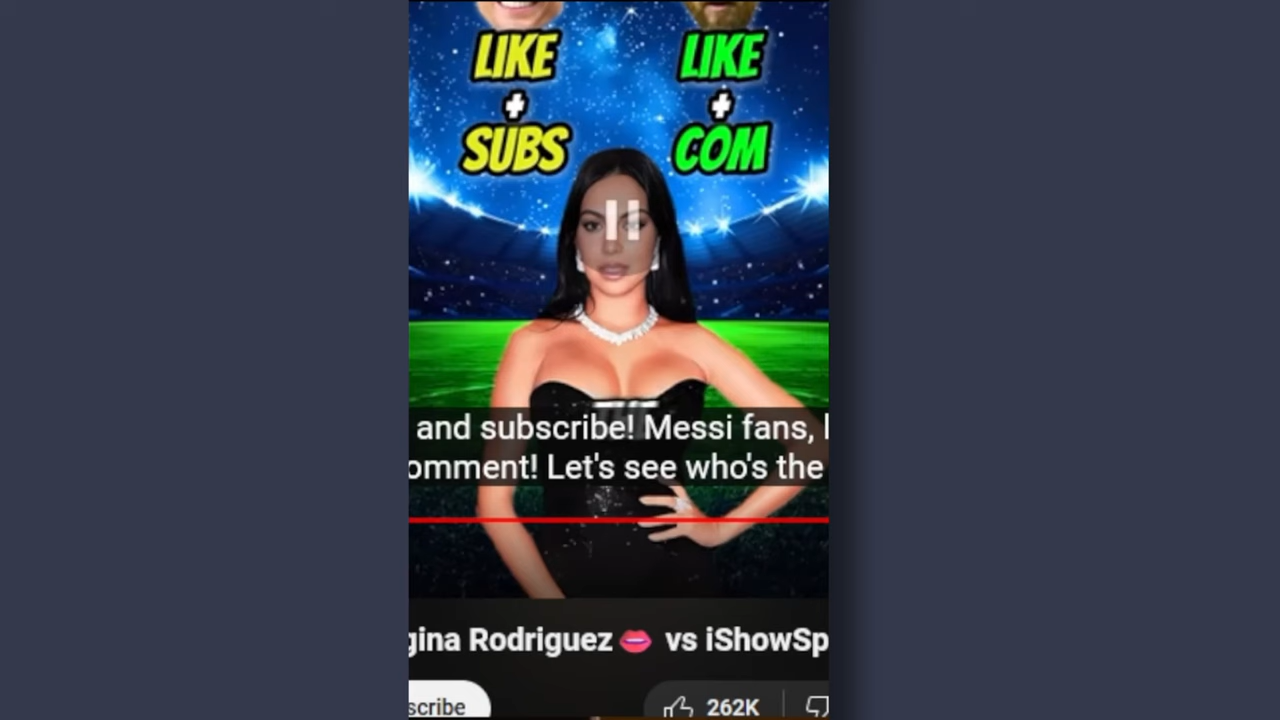 LIKE LIKE
+ +
SUBS COM
and subscribe! Messi fans, l
omment! Let's see who's the
gina Rodriguez 👄 vs iShowSp
scribe 262K